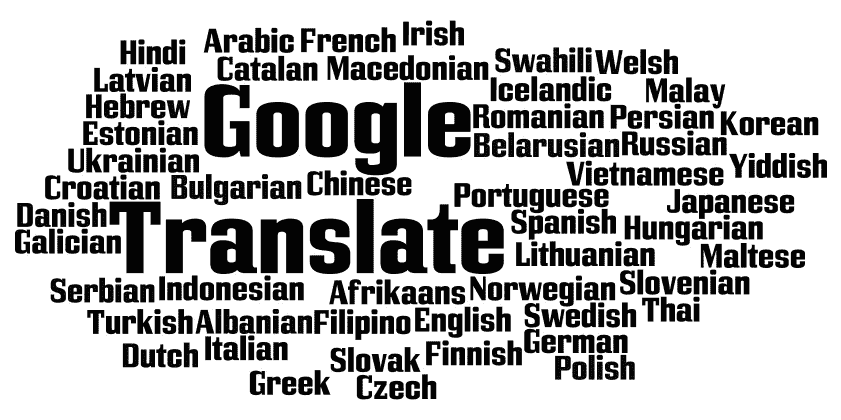 Arabic French Irish
Hindi Catalan Macedonian Swahili Welsh
Latvian Icelandic Malay
Hebrew Google Romanian Persian Korean
Estonian Belarusian Russian
Ukrainian Vietnamese Yiddish
Croatian Bulgarian Chinese Portuguese Japanese
Danish Translate Spanish Hungarian
Galician Lithuanian Maltese
Serbian Indonesian Afrikaans Norwegian Slovenian
Turkish Albanian Filipino English Swedish Thai
Dutch Italian Slovak Finnish German
Greek Czech Polish